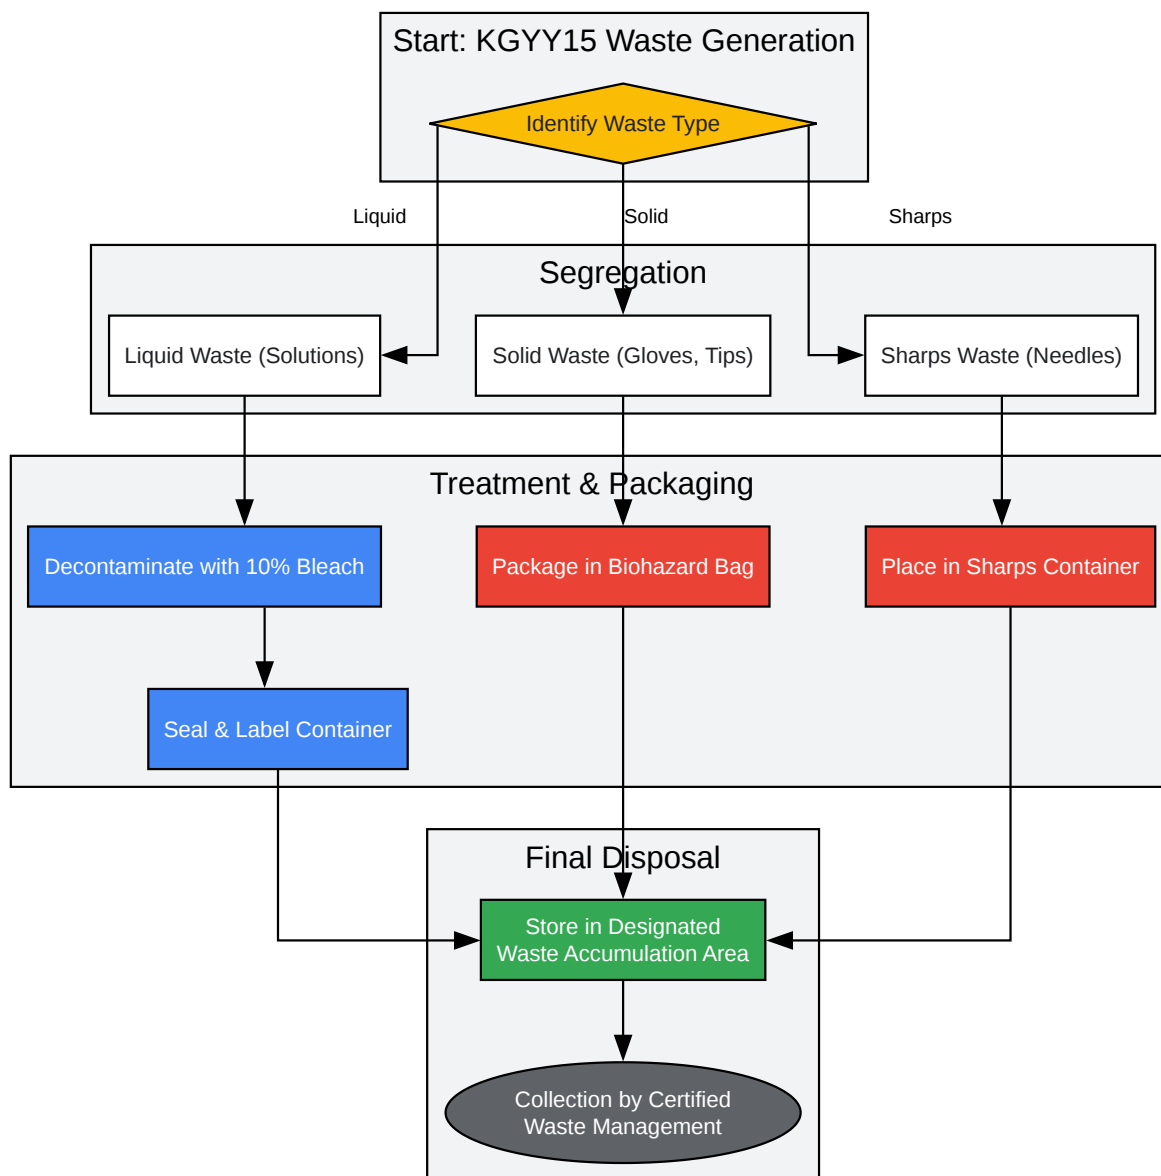 Start: KGYY15 Waste Generation
Identify Waste Type
Liquid
Solid
Sharps
Segregation
Liquid Waste (Solutions)
Solid Waste (Gloves, Tips)
Sharps Waste (Needles)
Treatment & Packaging
Decontaminate with 10% Bleach
Package in Biohazard Bag
Place in Sharps Container
Seal & Label Container
Final Disposal
Store in Designated
Waste Accumulation Area
Collection by Certified
Waste Management